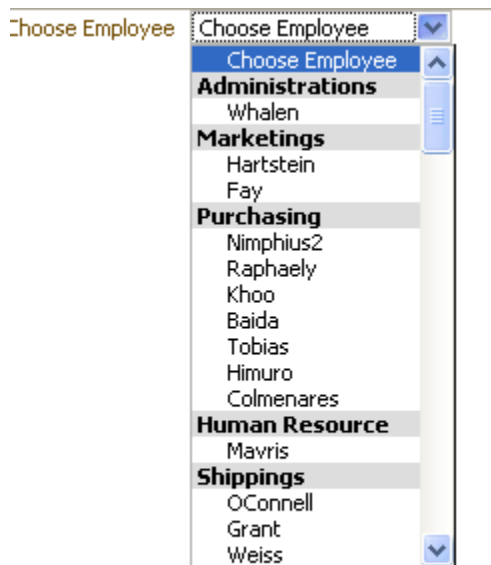 Choose Employee Choose Employee
Choose Employee
Administrations
Whalen
Marketings
Hartstein
Fay
Purchasing
Nimphius2
Raphaely
Khoo
Baida
Tobias
Himuro
Colmenares
Human Resource
Mavris
Shippings
OConnell
Grant
Weiss